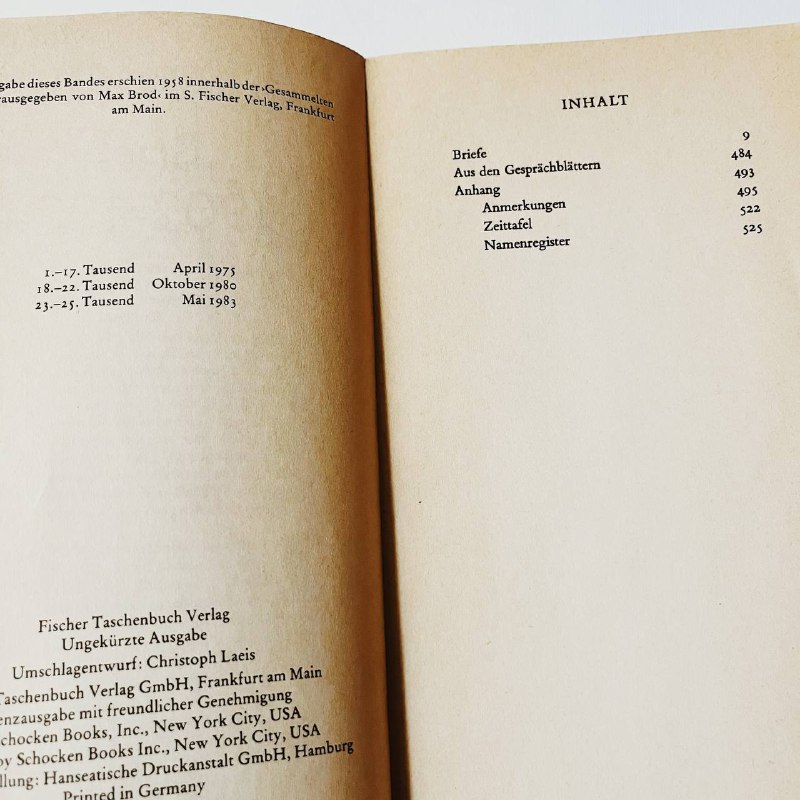 gabe dieses Bandes erschien 1958 innerhalb der ›Gesammelten
rausgegeben von Max Brod‹ im S. Fischer Verlag, Frankfurt
am Main.
1.–17. Tausend April 1975
18.–22. Tausend Oktober 1980
23.–25. Tausend Mai 1983
Fischer Taschenbuch Verlag
Ungekürzte Ausgabe
Umschlagentwurf: Christoph Laeis
Taschenbuch Verlag GmbH, Frankfurt am Main
enzausgabe mit freundlicher Genehmigung
chocken Books, Inc., New York City, USA
by Schocken Books Inc., New York City, USA
llung: Hanseatische Druckanstalt GmbH, Hamburg
Printed in Germany
INHALT
Briefe 9
Aus den Gesprächblättern 484
Anhang 493
Anmerkungen 495
Zeittafel 522
Namenregister 525